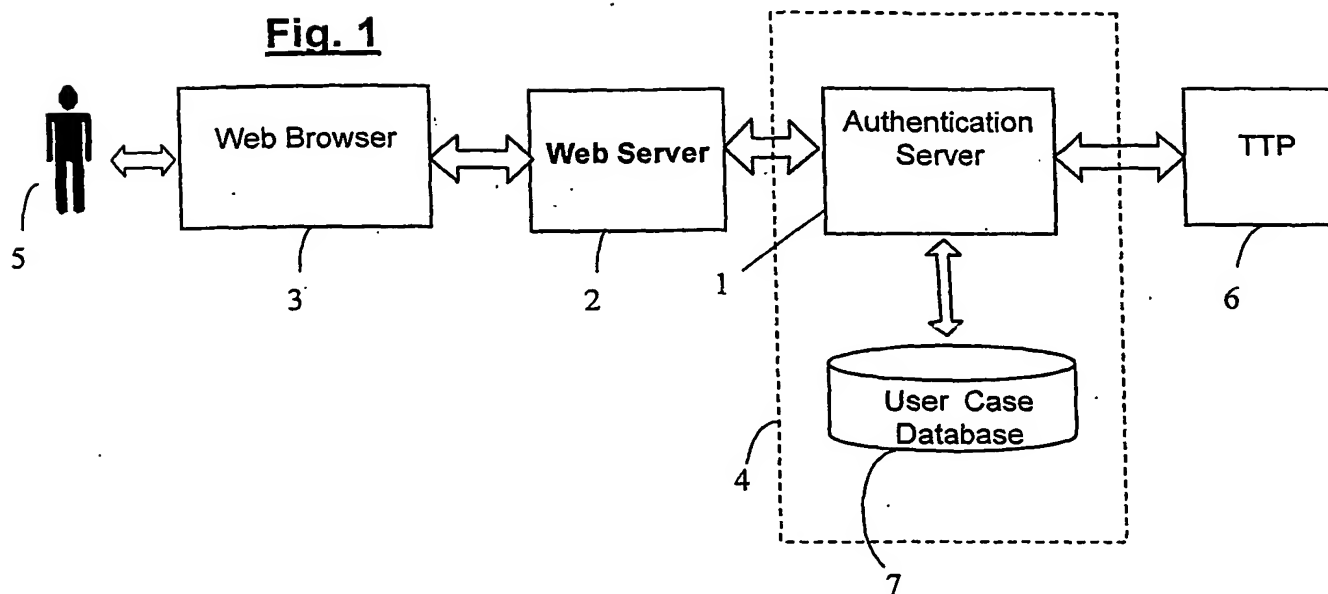 Fig. 1
Web Browser
Web Server
Authentication
Server
TTP
5
3
2
1
6
User Case
Database
4
7